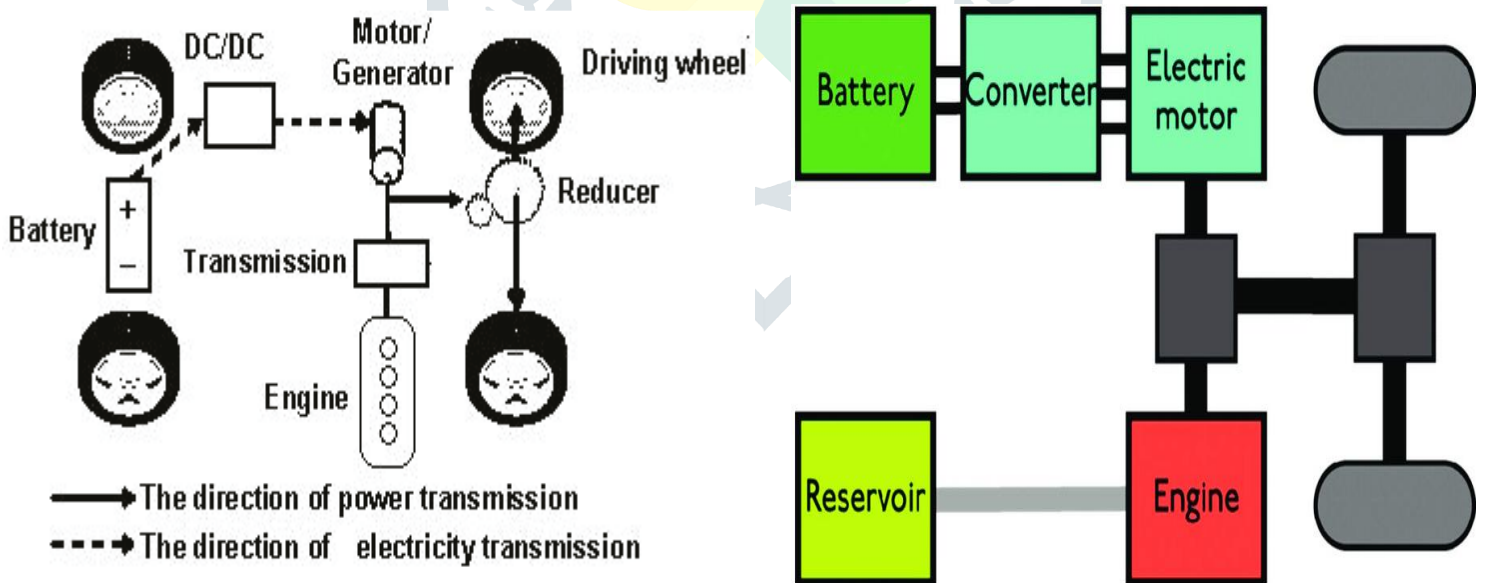 DC/DC
Motor/
Generator
Driving wheel
Battery
+
–
Reducer
Transmission
Engine
The direction of power transmission
The direction of electricity transmission
Battery
Converter
Electric
motor
Reservoir
Engine